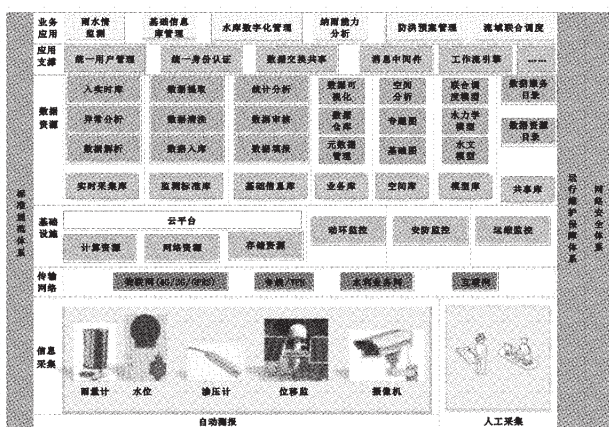 业务应用
雨水情监测
基础信息库管理
水库数字化管理
纳雨能力分析
防洪预案管理
流域联合调度
应用支撑
统一用户管理
统一身份认证
数据交换共享
消息中间件
工作流引擎
……
数据资源
入实时库
数据提取
统计分析
数据可视化
空间分析
联合调度模型
数据服务目录
异常分析
数据清洗
数据审核
数据仓库
专题图
水力学模型
数据资源目录
数据解析
数据入库
数据填报
元数据管理
基础图
水文模型
实时采集库
监测标准库
基础信息库
业务库
空间库
模型库
共享库
基础设施
云平台
计算资源
网络资源
存储资源
动环监控
安防监控
运维监控
传输网络
物联网(4G/3G/GPRS)
专线/VPN
水利业务网
互联网
信息采集
雨量计
水位
渗压计
位移监
摄像机
自动测报
人工采集
标准规范体系
运行维护保障体系
网络安全体系